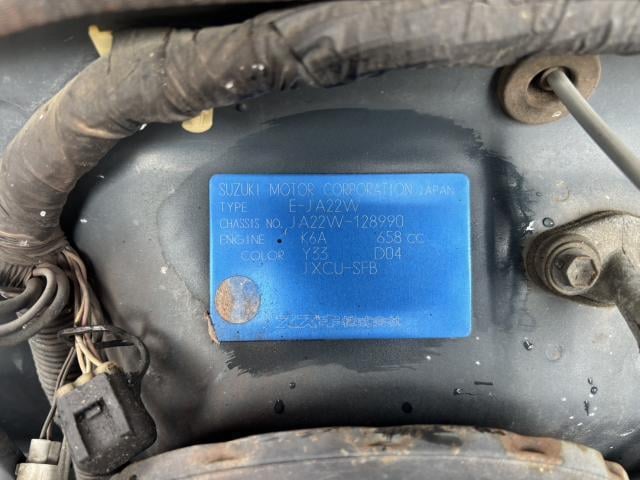 SUZUKI MOTOR CORPORATION JAPAN
TYPE E-JA22W
CHASSIS NO. JA22W-128990
ENGINE K6A 658 CC
COLOR Y33 D04
JXCU-SFB
スズキ株式会社